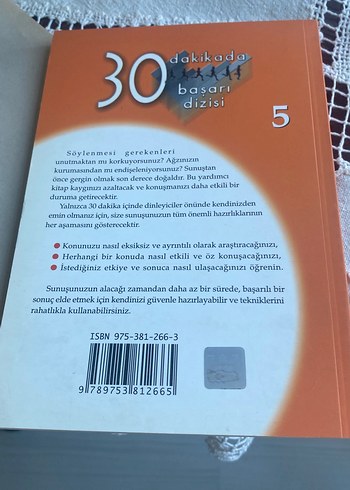 30 dakikada
başarı
dizisi
5
Söylenmesi gerekenleri
unutmaktan mı korkuyorsunuz? Ağzınızın
kurumasından mı endişeleniyorsunuz? Sunuştan
önce gergin olmak son derece doğaldır. Bu yardımcı
kitap kaygınızı azaltacak ve konuşmanızı daha etkili bir
duruma getirecektir.
Yalnızca 30 dakika içinde dinleyiciler önünde kendinizden
emin olmanız için, size sunuşunuzun tüm önemli hazırlıklarının
her aşamasını gösterecektir.
Konunuzu nasıl eksiksiz ve ayrıntılı olarak araştıracağınızı,
Herhangi bir konuda nasıl etkili ve öz konuşacağınızı,
İstediğiniz etkiye ve sonuca nasıl ulaşacağınızı öğrenin.
Sunuşunuzun alacağı zamandan daha az bir sürede, başarılı bir
sonuç elde etmek için kendinizi güvenle hazırlayabilir ve tekniklerini
rahatlıkla kullanabilirsiniz.
ISBN 975-381-266-3
9 789753 812665